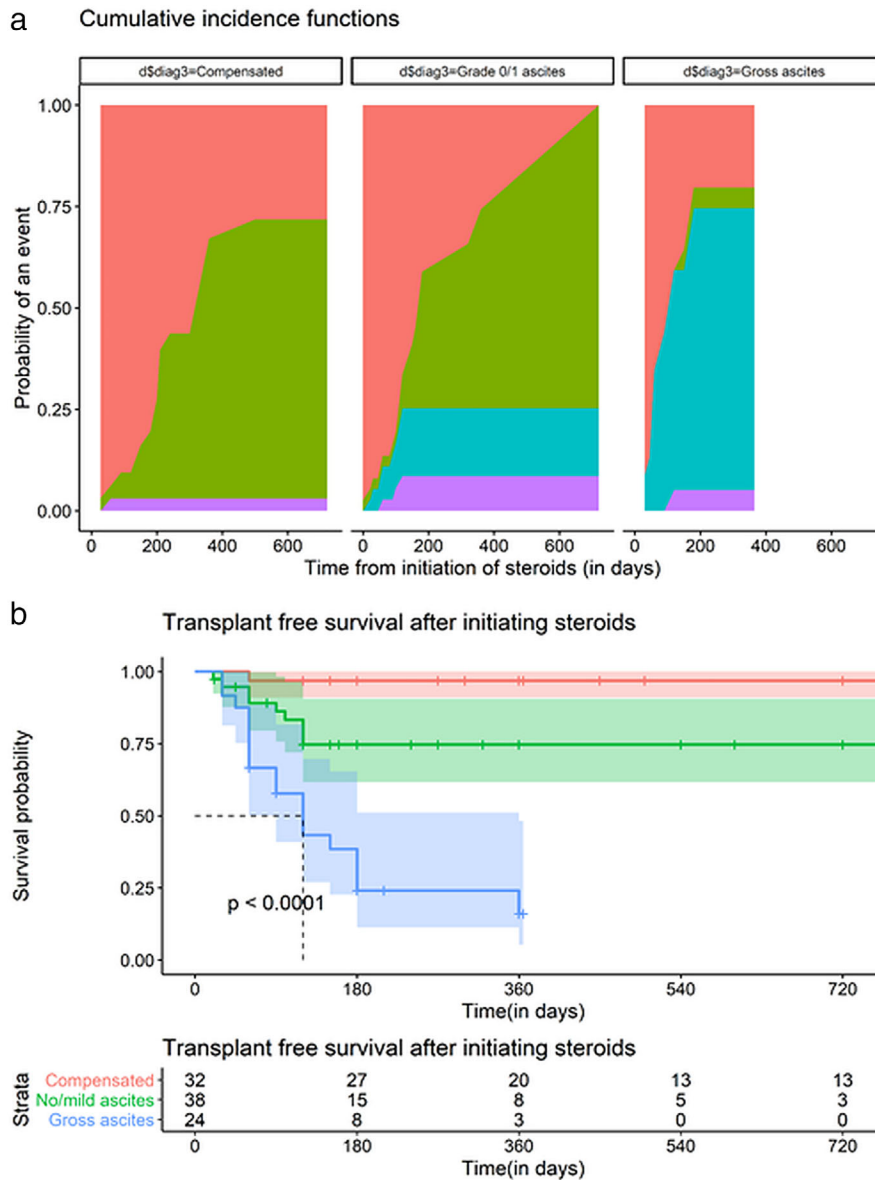 a
Cumulative incidence functions
d$diag3=Compensated d$diag3=Grade 0/1 ascites d$diag3=Gross ascites
Probability of an event
1.00
0.75
0.50
0.25
0.00
0 200 400 600 0 200 400 600 0 200 400 600
Time from initiation of steroids (in days)
b
Transplant free survival after initiating steroids
Survival probability
1.00
0.75
0.50
0.25
0.00
p < 0.0001
0 180 360 540 720
Time(in days)
Transplant free survival after initiating steroids
Strata
Compensated 32 27 20 13 13
No/mild ascites 38 15 8 5 3
Gross ascites 24 8 3 0 0
0 180 360 540 720
Time(in days)